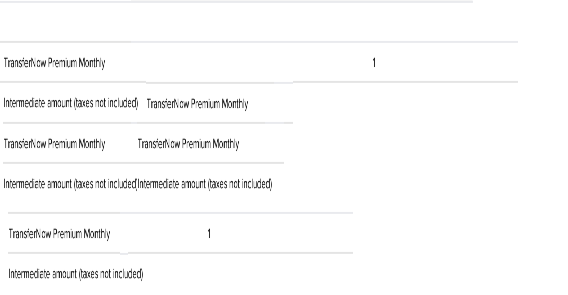 TransferNow Premium Monthly 1
Intermediate amount (taxes not included) TransferNow Premium Monthly
TransferNow Premium Monthly TransferNow Premium Monthly
Intermediate amount (taxes not included) Intermediate amount (taxes not included)
TransferNow Premium Monthly 1
Intermediate amount (taxes not included)